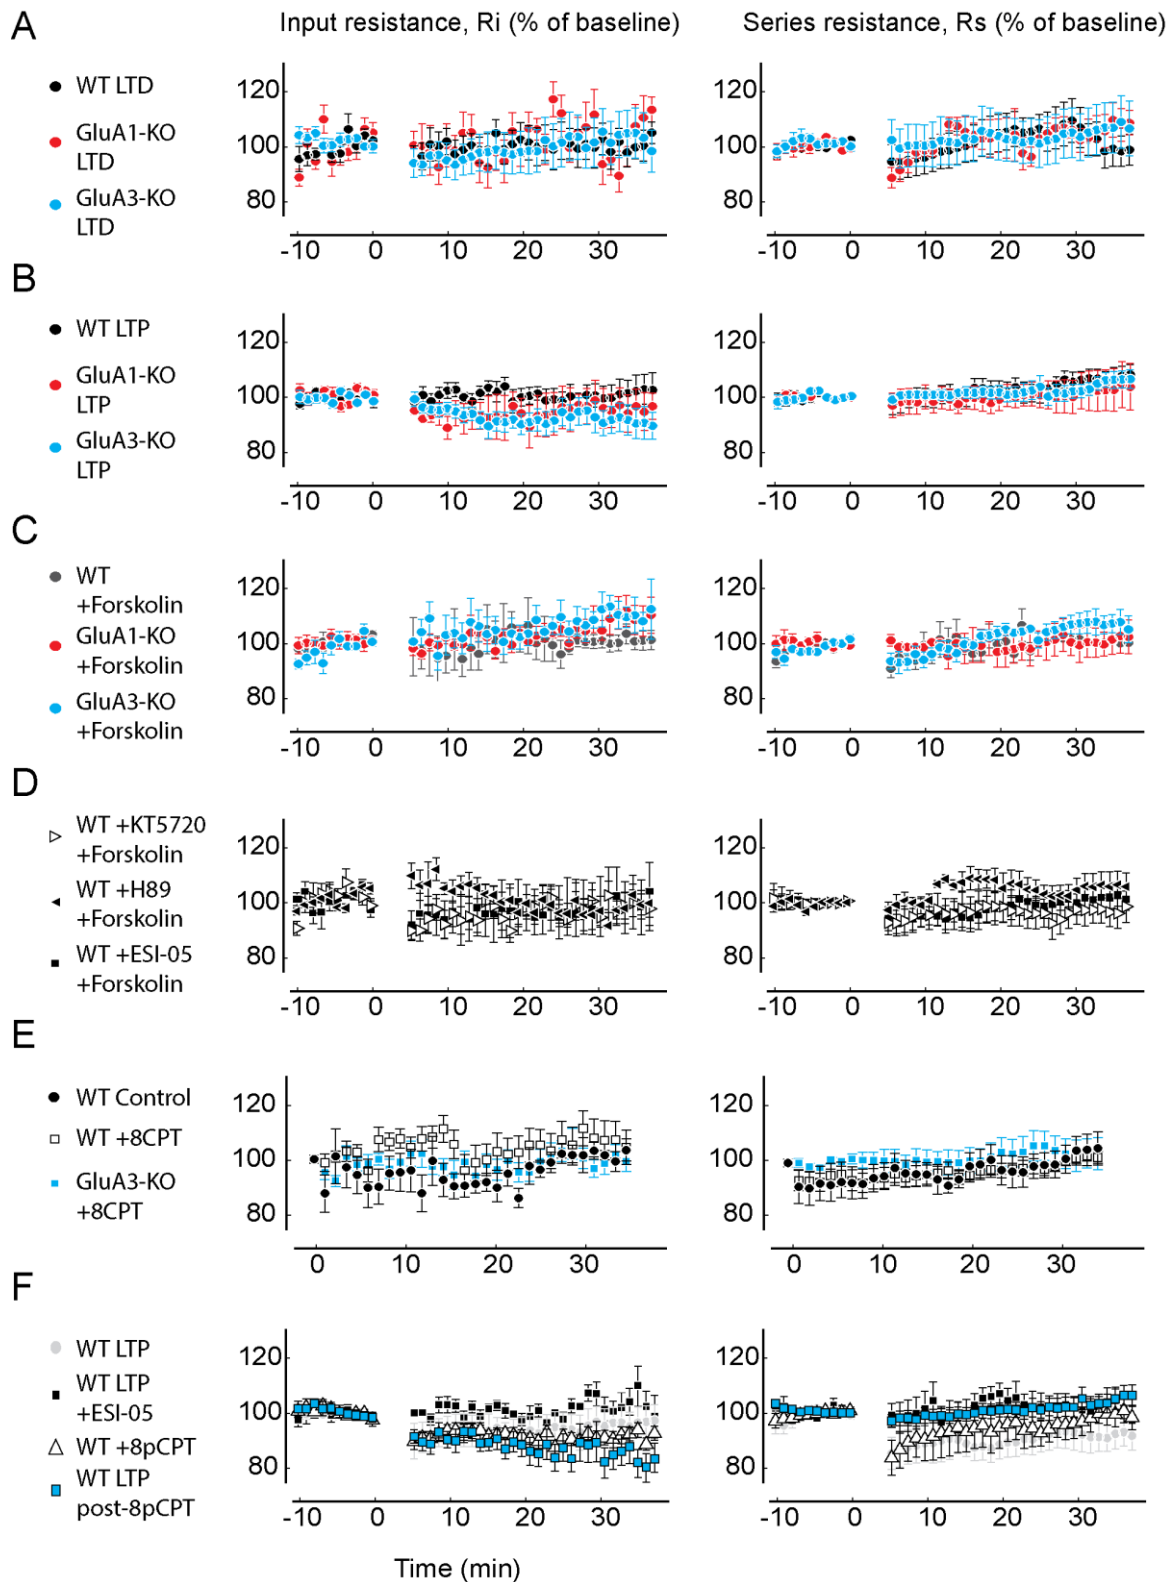 A
Input resistance, Ri (% of baseline)
Series resistance, Rs (% of baseline)
WT LTD
GluA1-KO
LTD
GluA3-KO
LTD
120
100
80
-10 0 10 20 30
120
100
80
-10 0 10 20 30
B
WT LTP
GluA1-KO
LTP
GluA3-KO
LTP
120
100
80
-10 0 10 20 30
120
100
80
-10 0 10 20 30
C
WT
+Forskolin
GluA1-KO
+Forskolin
GluA3-KO
+Forskolin
120
100
80
-10 0 10 20 30
120
100
80
-10 0 10 20 30
D
WT +KT5720
+Forskolin
WT +H89
+Forskolin
WT +ESI-05
+Forskolin
120
100
80
-10 0 10 20 30
120
100
80
-10 0 10 20 30
E
WT Control
WT +8CPT
GluA3-KO
+8CPT
120
100
80
0 10 20 30
120
100
80
0 10 20 30
F
WT LTP
WT LTP
+ESI-05
WT +8pCPT
WT LTP
post-8pCPT
120
100
80
-10 0 10 20 30
120
100
80
-10 0 10 20 30
Time (min)